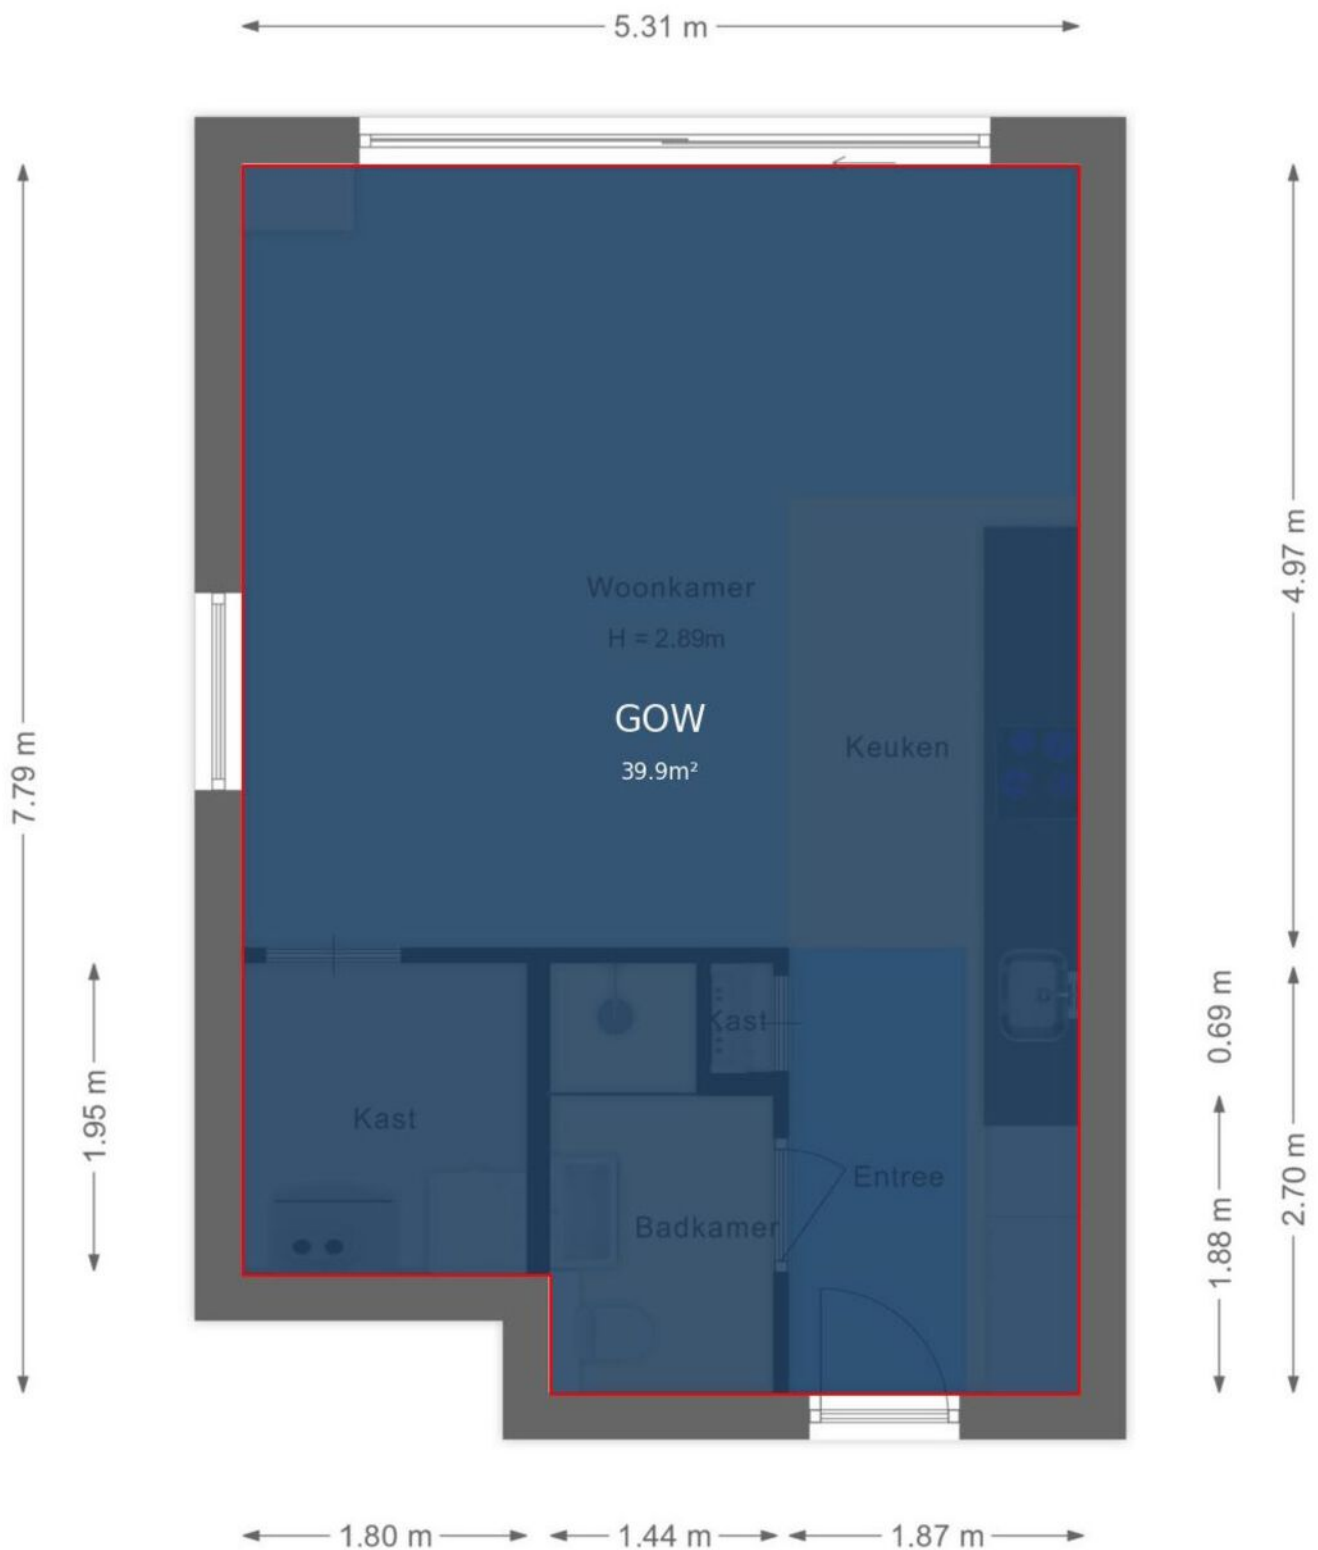 5.31 m
Woonkamer
H = 2.89m
GOW
39.9m²
Keuken
4.97 m
7.79 m
Kast
0.69 m
1.95 m
Kast
Entree
2.70 m
Badkamer
1.88 m
1.80 m
1.44 m
1.87 m